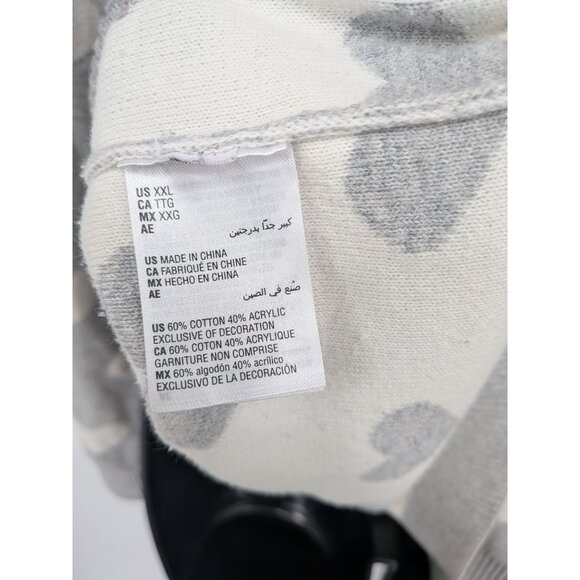 US XXL
CA TTG
MX XXG
AE كبير جدًا بدرجتين
US MADE IN CHINA
CA FABRIQUÉ EN CHINE
MX HECHO EN CHINA
AE صُنع في الصين
US 60% COTTON 40% ACRYLIC
EXCLUSIVE OF DECORATION
CA 60% COTON 40% ACRYLIQUE
GARNITURE NON COMPRISE
MX 60% algodón 40% acrílico
EXCLUSIVO DE LA DECORACIÓN